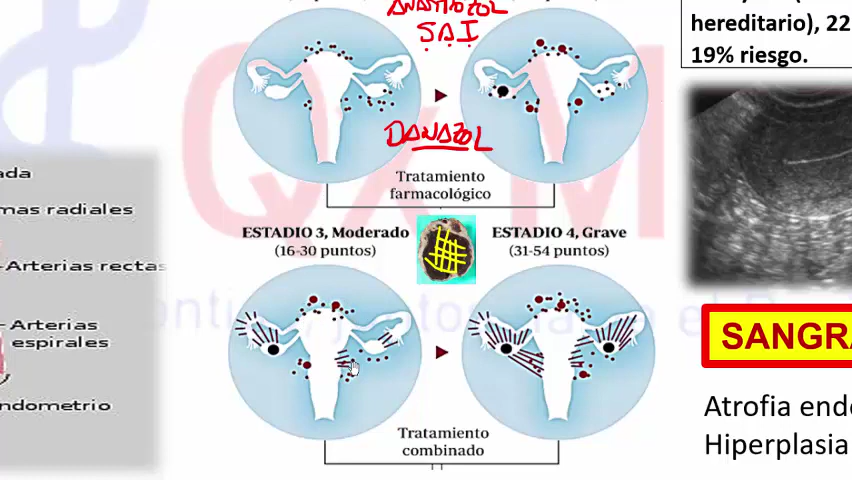 ANASTAZOL
S.A.I.
hereditario), 22
19% riesgo.
DANAZOL
Tratamiento
farmacológico
ada
mas radiales
ESTADIO 3, Moderado
(16-30 puntos)
ESTADIO 4, Grave
(31-54 puntos)
Arterias rectas
Arterias
espirales
SANGRA
ndometrio
Atrofia endo
Hiperplasia
Tratamiento
combinado